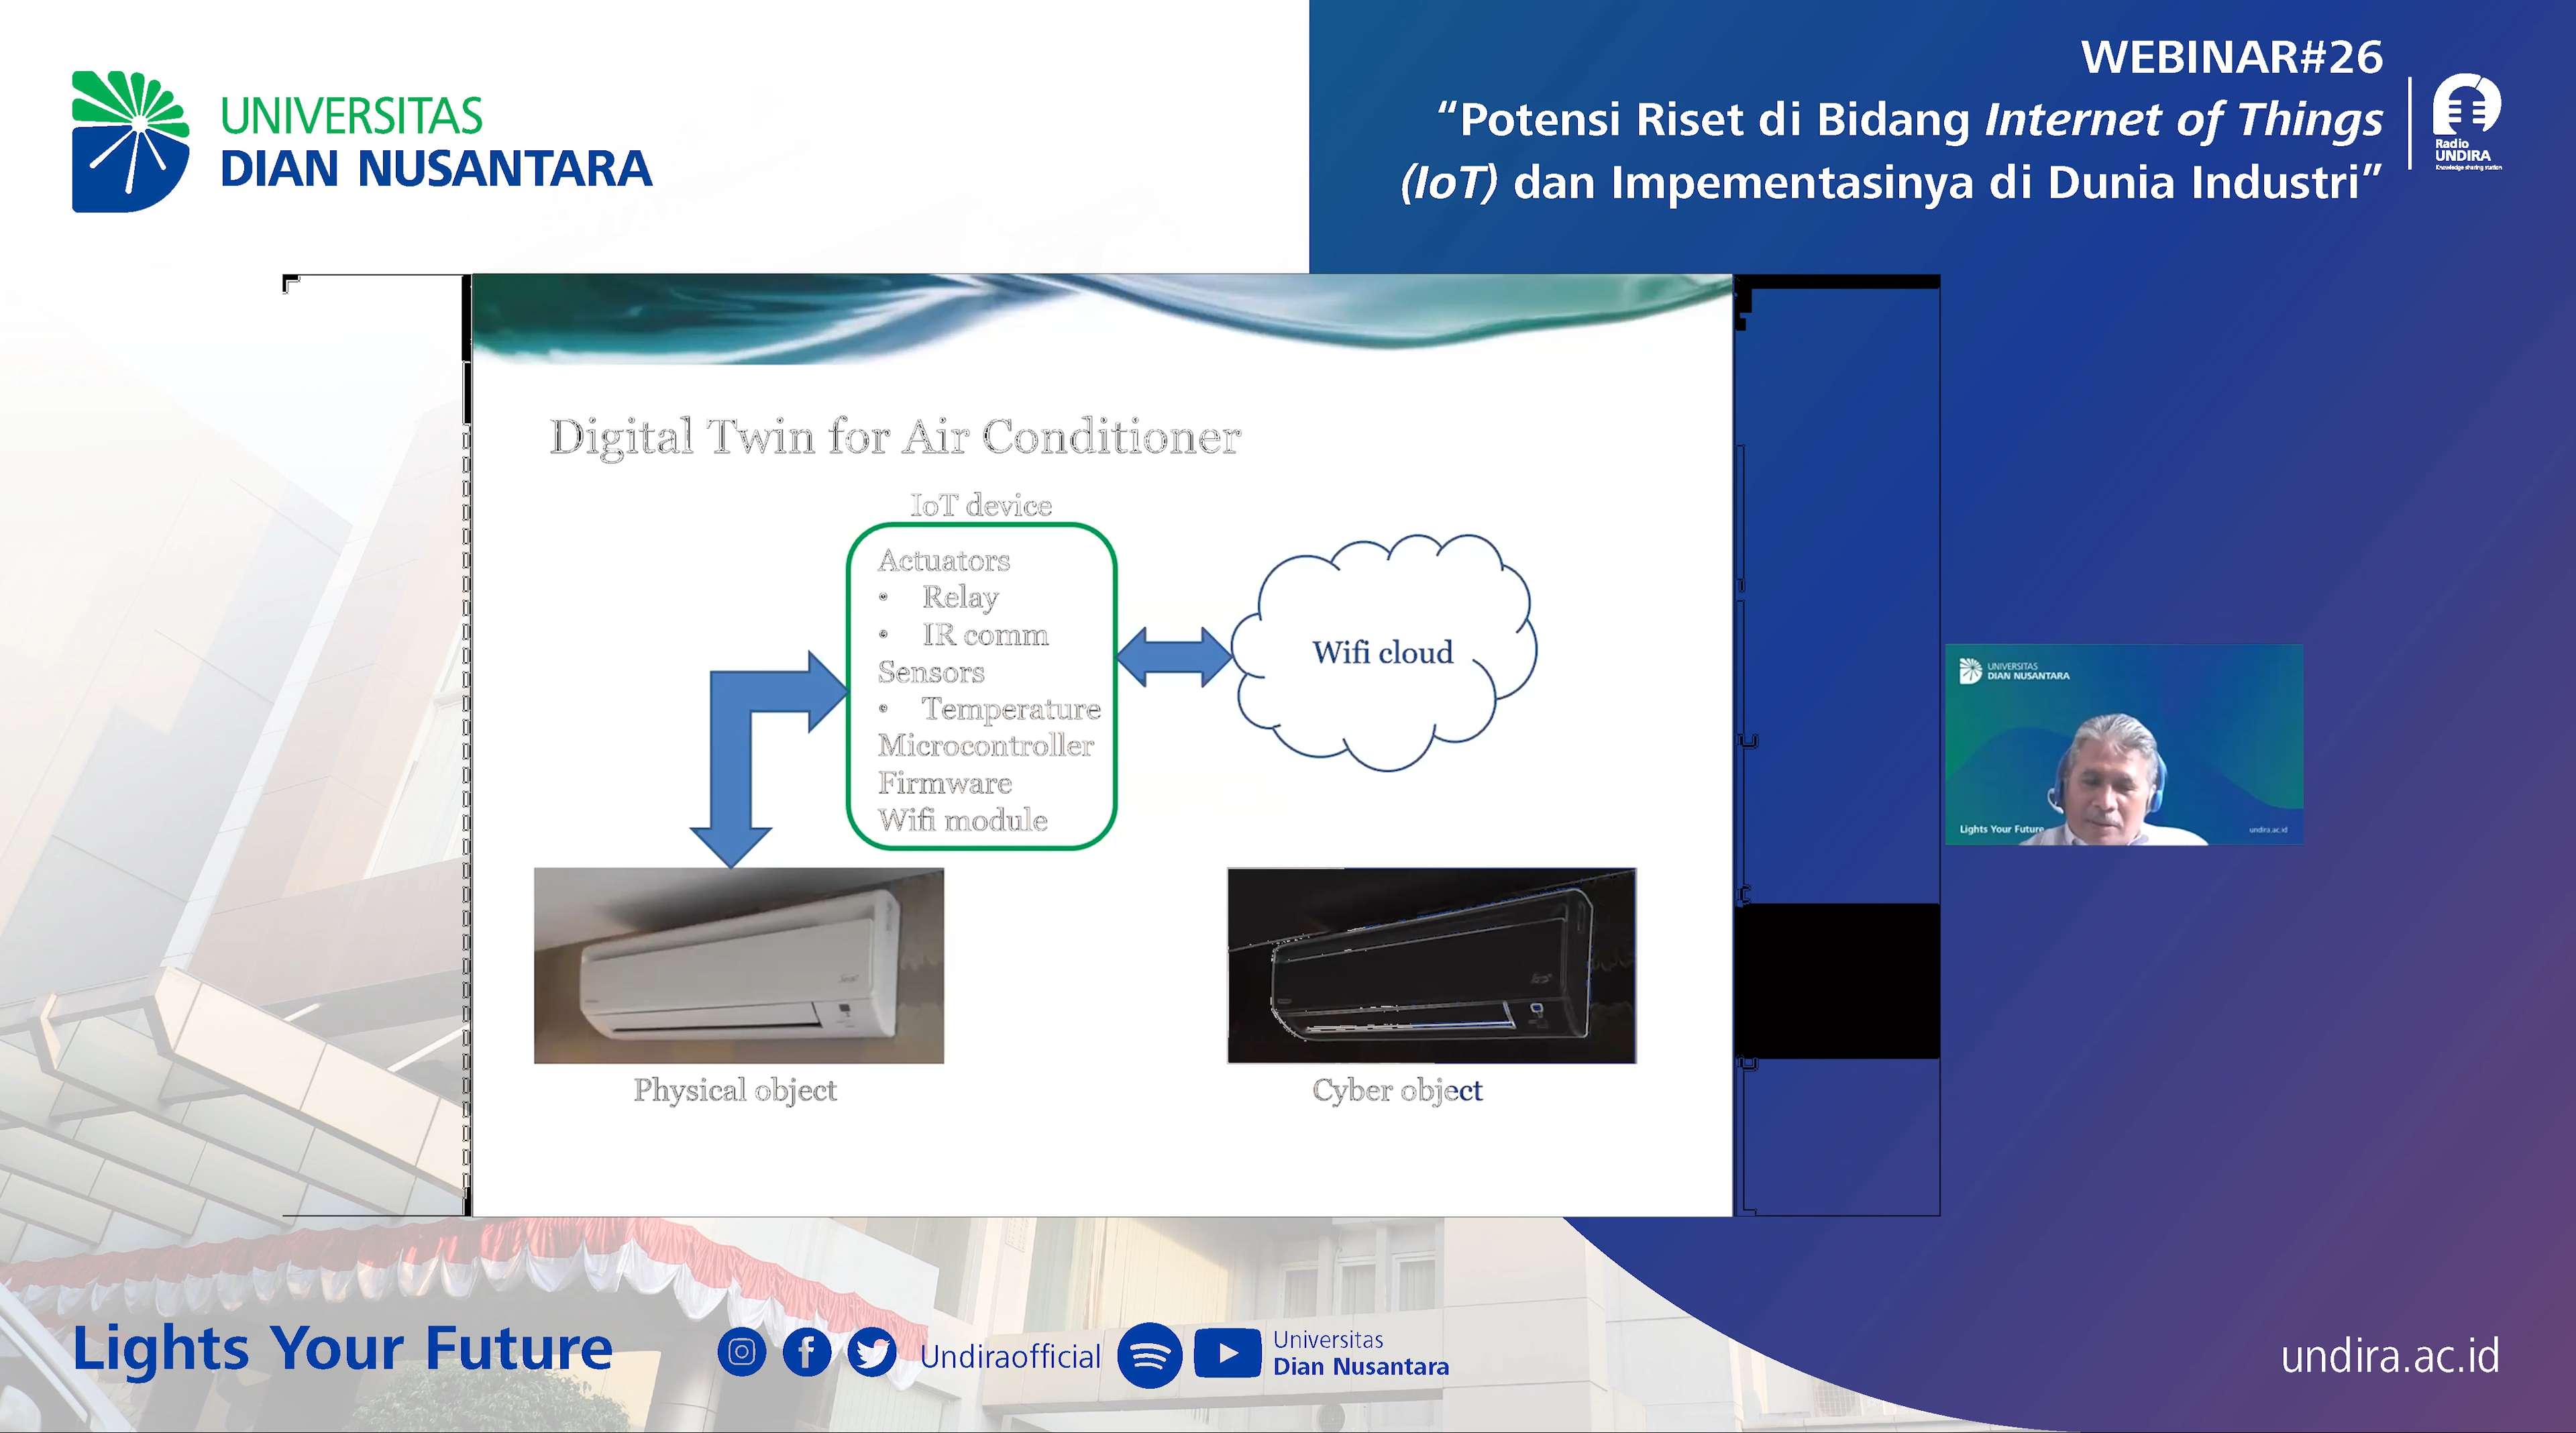 UNIVERSITAS
DIAN NUSANTARA
WEBINAR#26
“Potensi Riset di Bidang Internet of Things
(IoT) dan Impementasinya di Dunia Industri”
Radio
UNDIRA
Knowledge sharing station
Digital Twin for Air Conditioner
IoT device
Actuators
• Relay
• IR comm
Sensors
• Temperature
Microcontroller
Firmware
Wifi module
Wifi cloud
Physical object
Cyber object
UNIVERSITAS
DIAN NUSANTARA
Lights Your Future
undira.ac.id
Lights Your Future
Undiraofficial
Universitas
Dian Nusantara
undira.ac.id